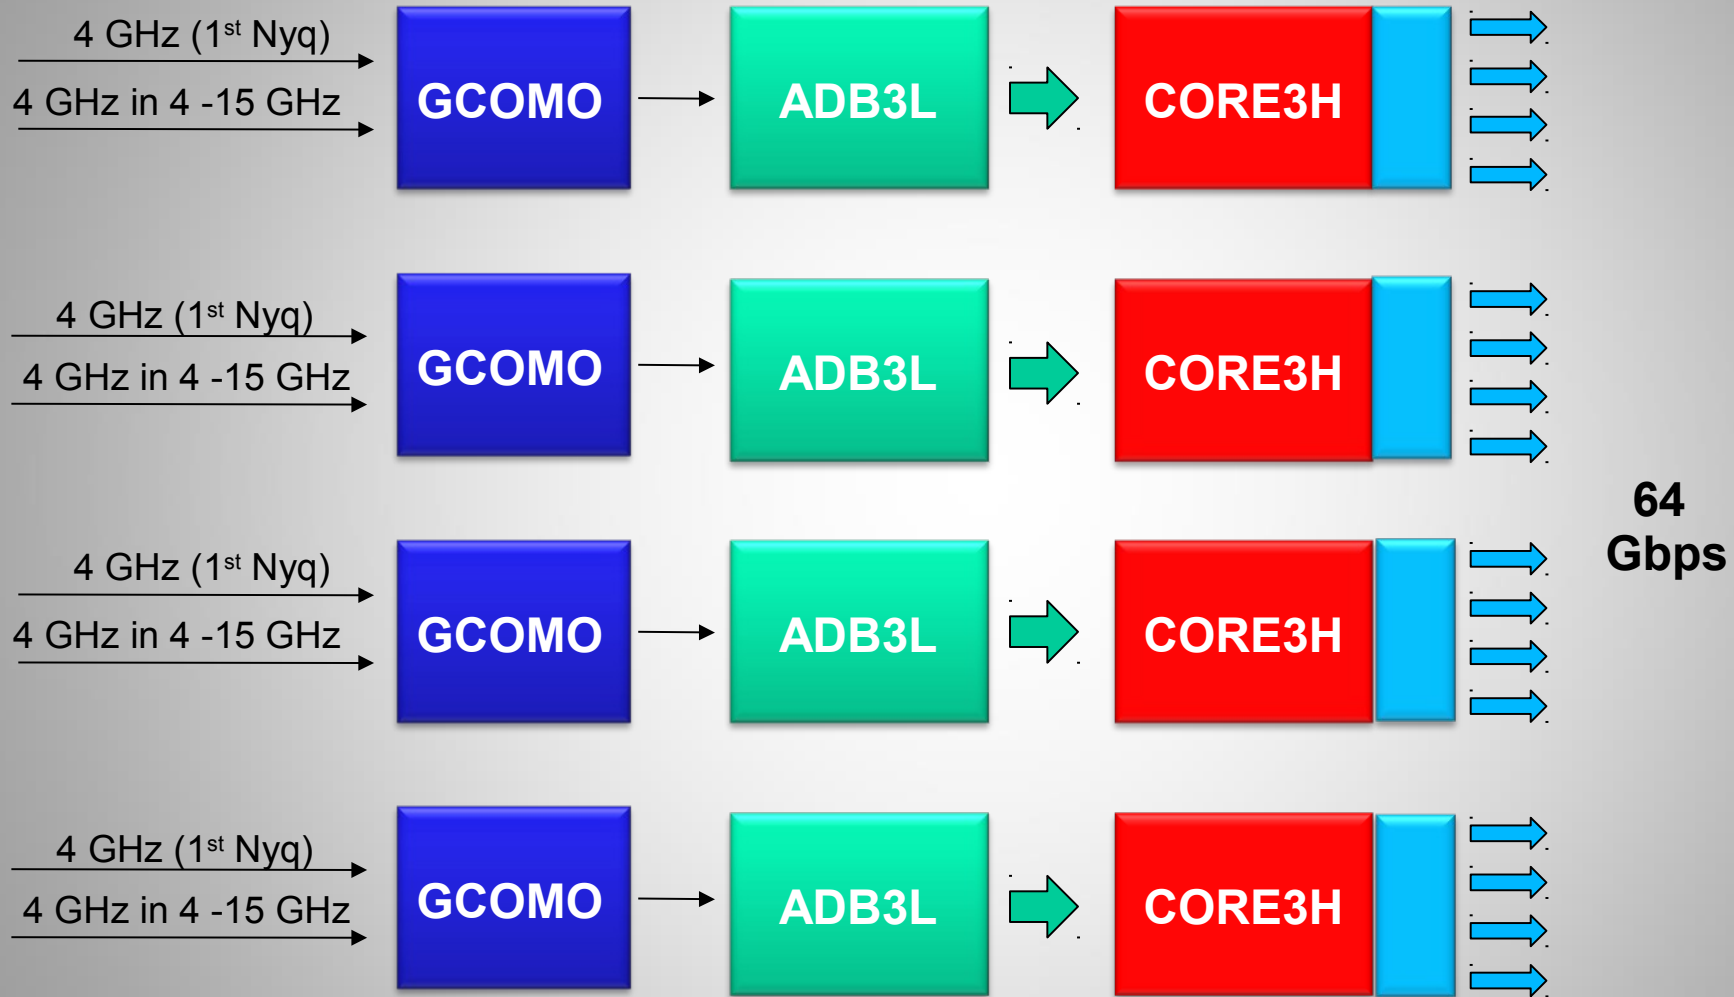 4 GHz (1st Nyq)
4 GHz in 4 -15 GHz
GCOMO
ADB3L
CORE3H
4 GHz (1st Nyq)
4 GHz in 4 -15 GHz
GCOMO
ADB3L
CORE3H
64
Gbps
4 GHz (1st Nyq)
4 GHz in 4 -15 GHz
GCOMO
ADB3L
CORE3H
4 GHz (1st Nyq)
4 GHz in 4 -15 GHz
GCOMO
ADB3L
CORE3H